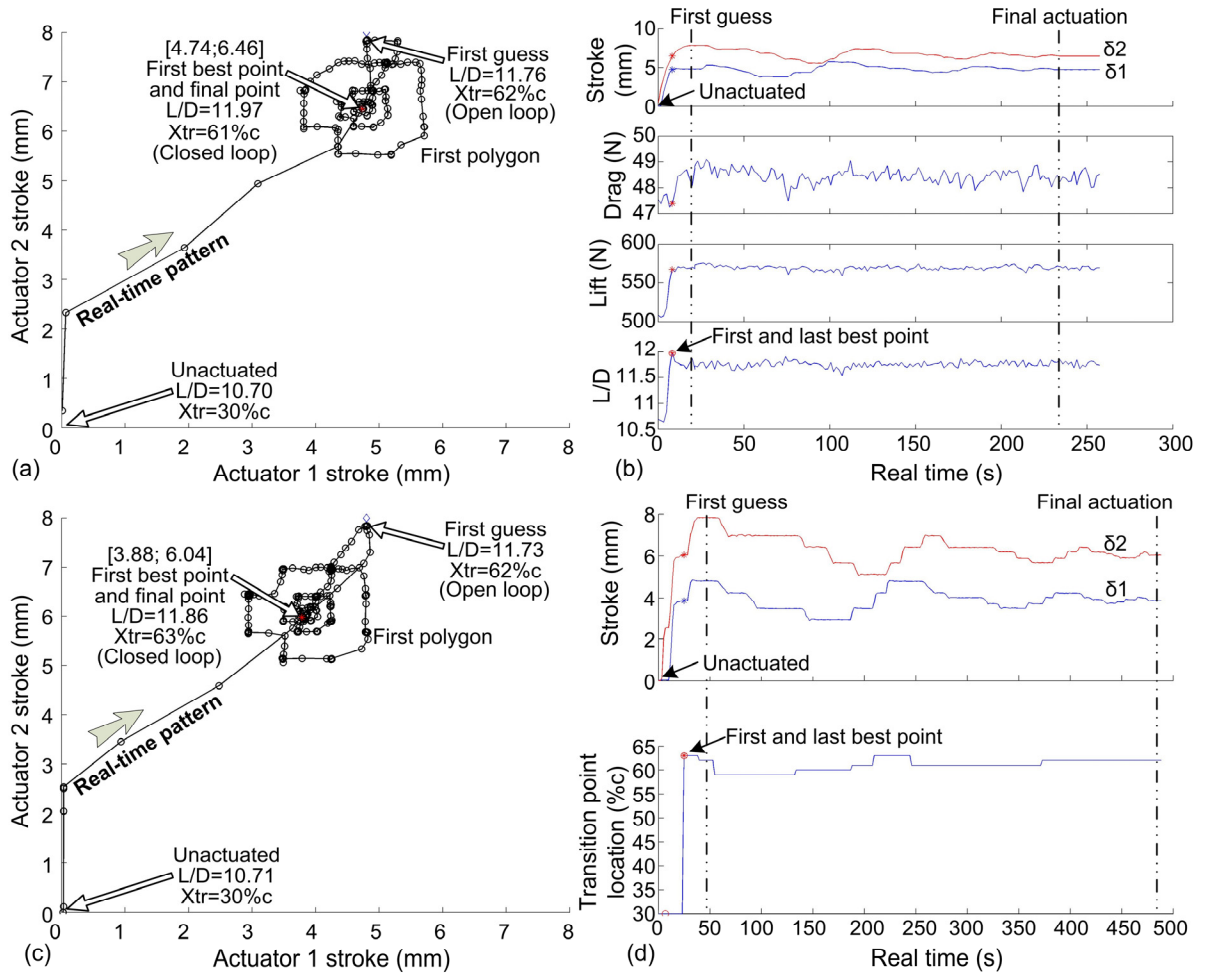 8
7
6
5
4
3
2
1
0
Actuator 2 stroke (mm)
[4.74;6.46]
First best point
and final point
L/D=11.97
Xtr=61%c
(Closed loop)
First guess
L/D=11.76
Xtr=62%c
(Open loop)
First polygon
Real-time pattern
Unactuated
L/D=10.70
Xtr=30%c
0 1 2 3 4 5 6 7 8
Actuator 1 stroke (mm)
(a)
First guess
Final actuation
10
5
0
Stroke
(mm)
δ2
δ1
Unactuated
50
49
48
47
Drag (N)
600
550
500
Lift (N)
First and last best point
12
11.5
11
10.5
L/D
0 50 100 150 200 250 300
Real time (s)
(b)
8
7
6
5
4
3
2
1
0
Actuator 2 stroke (mm)
[3.88; 6.04]
First best point
and final point
L/D=11.86
Xtr=63%c
(Closed loop)
First guess
L/D=11.73
Xtr=62%c
(Open loop)
First polygon
Real-time pattern
Unactuated
L/D=10.71
Xtr=30%c
0 1 2 3 4 5 6 7 8
Actuator 1 stroke (mm)
(c)
First guess
Final actuation
8
6
4
2
0
Stroke (mm)
δ2
δ1
Unactuated
First and last best point
65
60
55
50
45
40
35
30
Transition point
location (%c)
0 50 100 150 200 250 300 350 400 450 500
Real time (s)
(d)